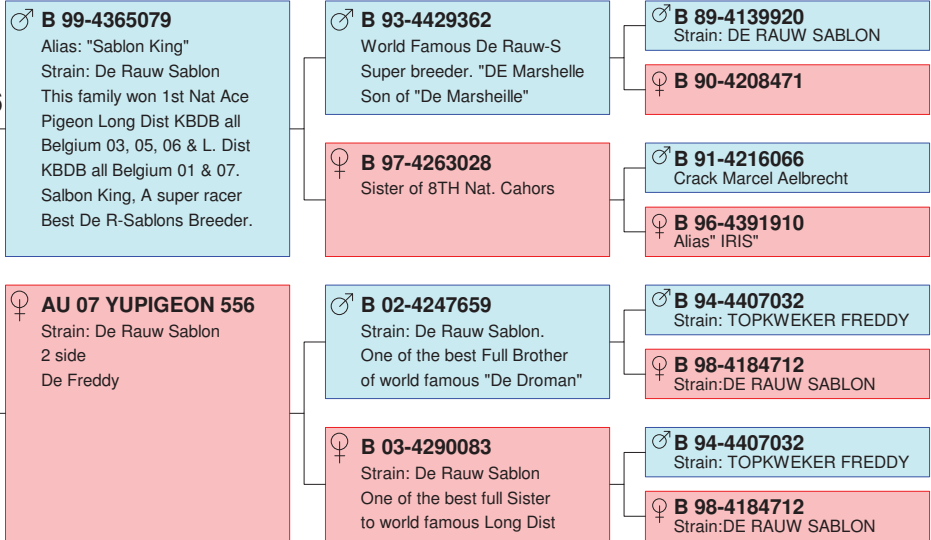 B 99-4365079
Alias: "Sablon King"
Strain: De Rauw Sablon
This family won 1st Nat Ace
Pigeon Long Dist KBDB all
Belgium 03, 05, 06 & L. Dist
KBDB all Belgium 01 & 07.
Salbon King, A super racer
Best De R-Sablons Breeder.
AU 07 YUPIGEON 556
Strain: De Rauw Sablon
2 side
De Freddy
B 93-4429362
World Famous De Rauw-S
Super breeder. "DE Marshelle
Son of "De Marsheille"
B 97-4263028
Sister of 8TH Nat. Cahors
B 02-4247659
Strain: De Rauw Sablon.
One of the best Full Brother
of world famous "De Droman"
B 03-4290083
Strain: De Rauw Sablon
One of the best full Sister
to world famous Long Dist
B 89-4139920
Strain: DE RAUW SABLON
B 90-4208471
B 91-4216066
Crack Marcel Aelbrecht
B 96-4391910
Alias" IRIS"
B 94-4407032
Strain: TOPKWEKER FREDDY
B 98-4184712
Strain:DE RAUW SABLON
B 94-4407032
Strain: TOPKWEKER FREDDY
B 98-4184712
Strain:DE RAUW SABLON